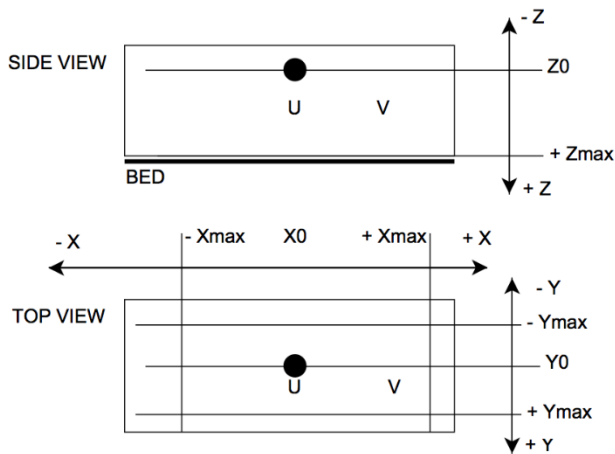 - Z
SIDE VIEW
Z0
U V
+ Zmax
BED
+ Z
- X - Xmax X0 + Xmax + X
- Y
TOP VIEW
- Ymax
Y0
U V
+ Ymax
+ Y